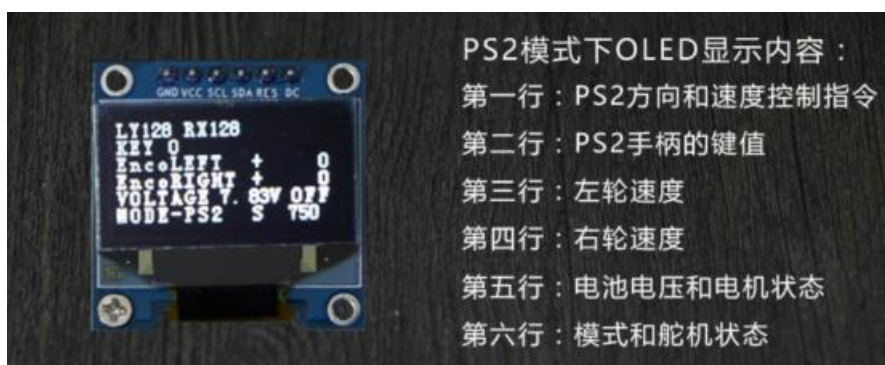 GND VCC SCL SDA RES DC
LY128 RX128
KEY 0
EncoLEFT + 0
EncoRIGHT + 0
VOLTAGE 7. 83V OFF
MODE-PS2 S 750
PS2模式下OLED显示内容：
第一行：PS2方向和速度控制指令
第二行：PS2手柄的键值
第三行：左轮速度
第四行：右轮速度
第五行：电池电压和电机状态
第六行：模式和舵机状态